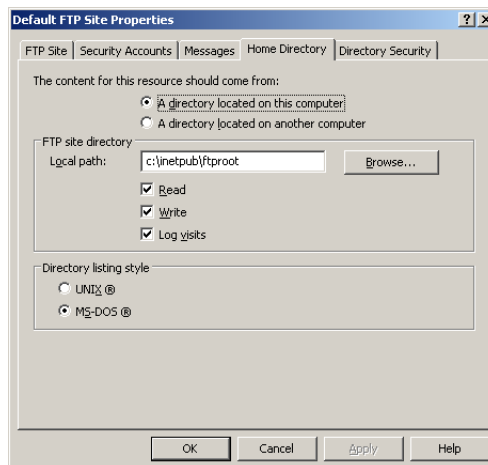 Default FTP Site Properties ? X
FTP Site Security Accounts Messages Home Directory Directory Security
The content for this resource should come from:
A directory located on this computer
A directory located on another computer
FTP site directory
Local path: c:\inetpub\ftproot Browse...
Read
Write
Log visits
Directory listing style
UNIX ®
MS-DOS ®
OK Cancel Apply Help